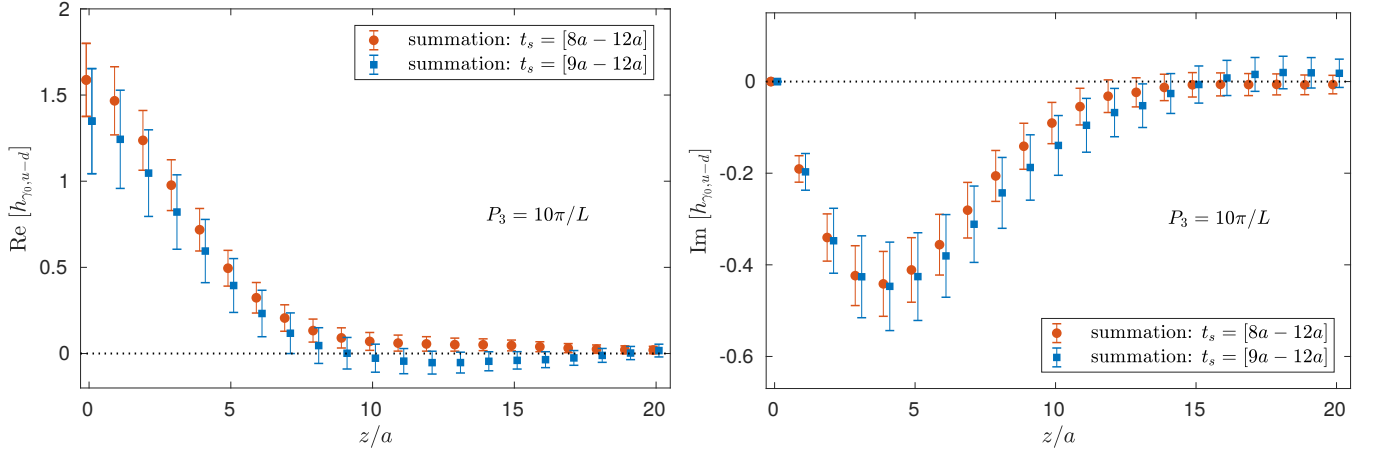 2
1.5
1
0.5
0
Re [h_{γ_0,u−d}]
summation: t_s = [8a − 12a]
summation: t_s = [9a − 12a]
P_3 = 10π/L
0 5 10 15 20
z/a
0
-0.2
-0.4
-0.6
Im [h_{γ_0,u−d}]
P_3 = 10π/L
summation: t_s = [8a − 12a]
summation: t_s = [9a − 12a]
0 5 10 15 20
z/a